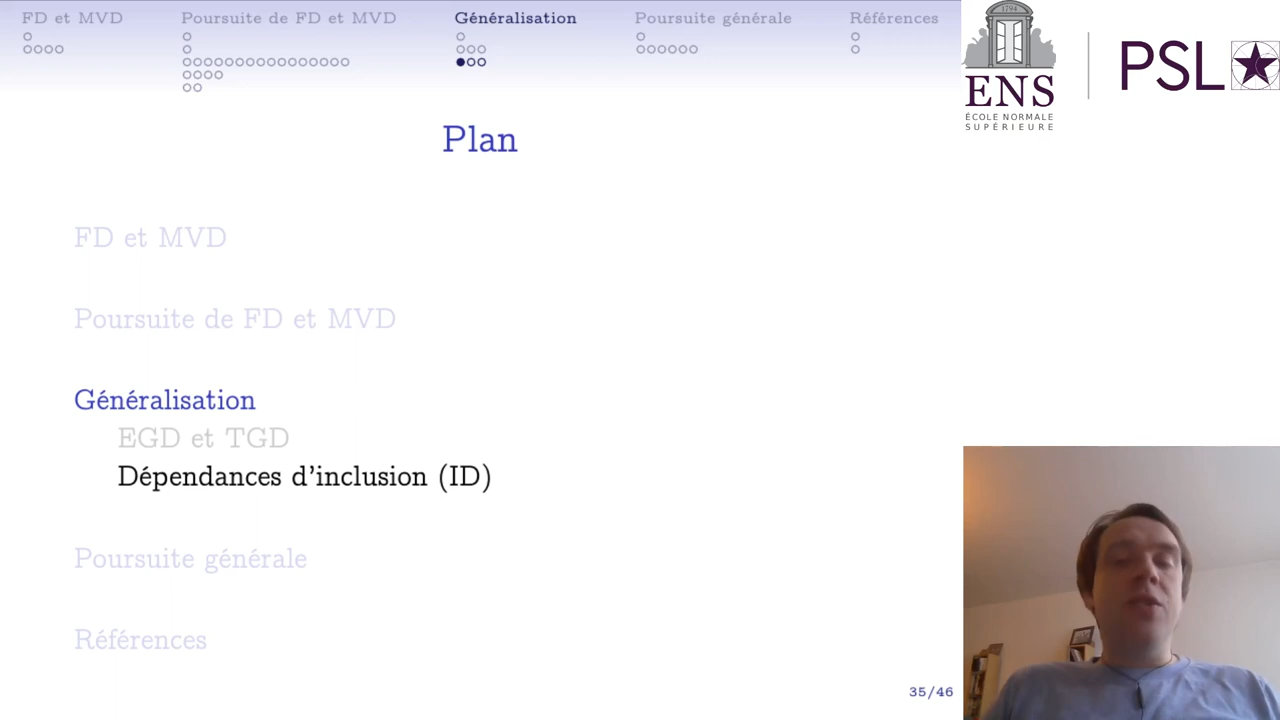 FD et MVD
Poursuite de FD et MVD
Généralisation
Poursuite générale
Références
1794
ENS
ÉCOLE NORMALE
SUPÉRIEURE
PSL
Plan
FD et MVD
Poursuite de FD et MVD
Généralisation
EGD et TGD
Dépendances d'inclusion (ID)
Poursuite générale
Références
35/46